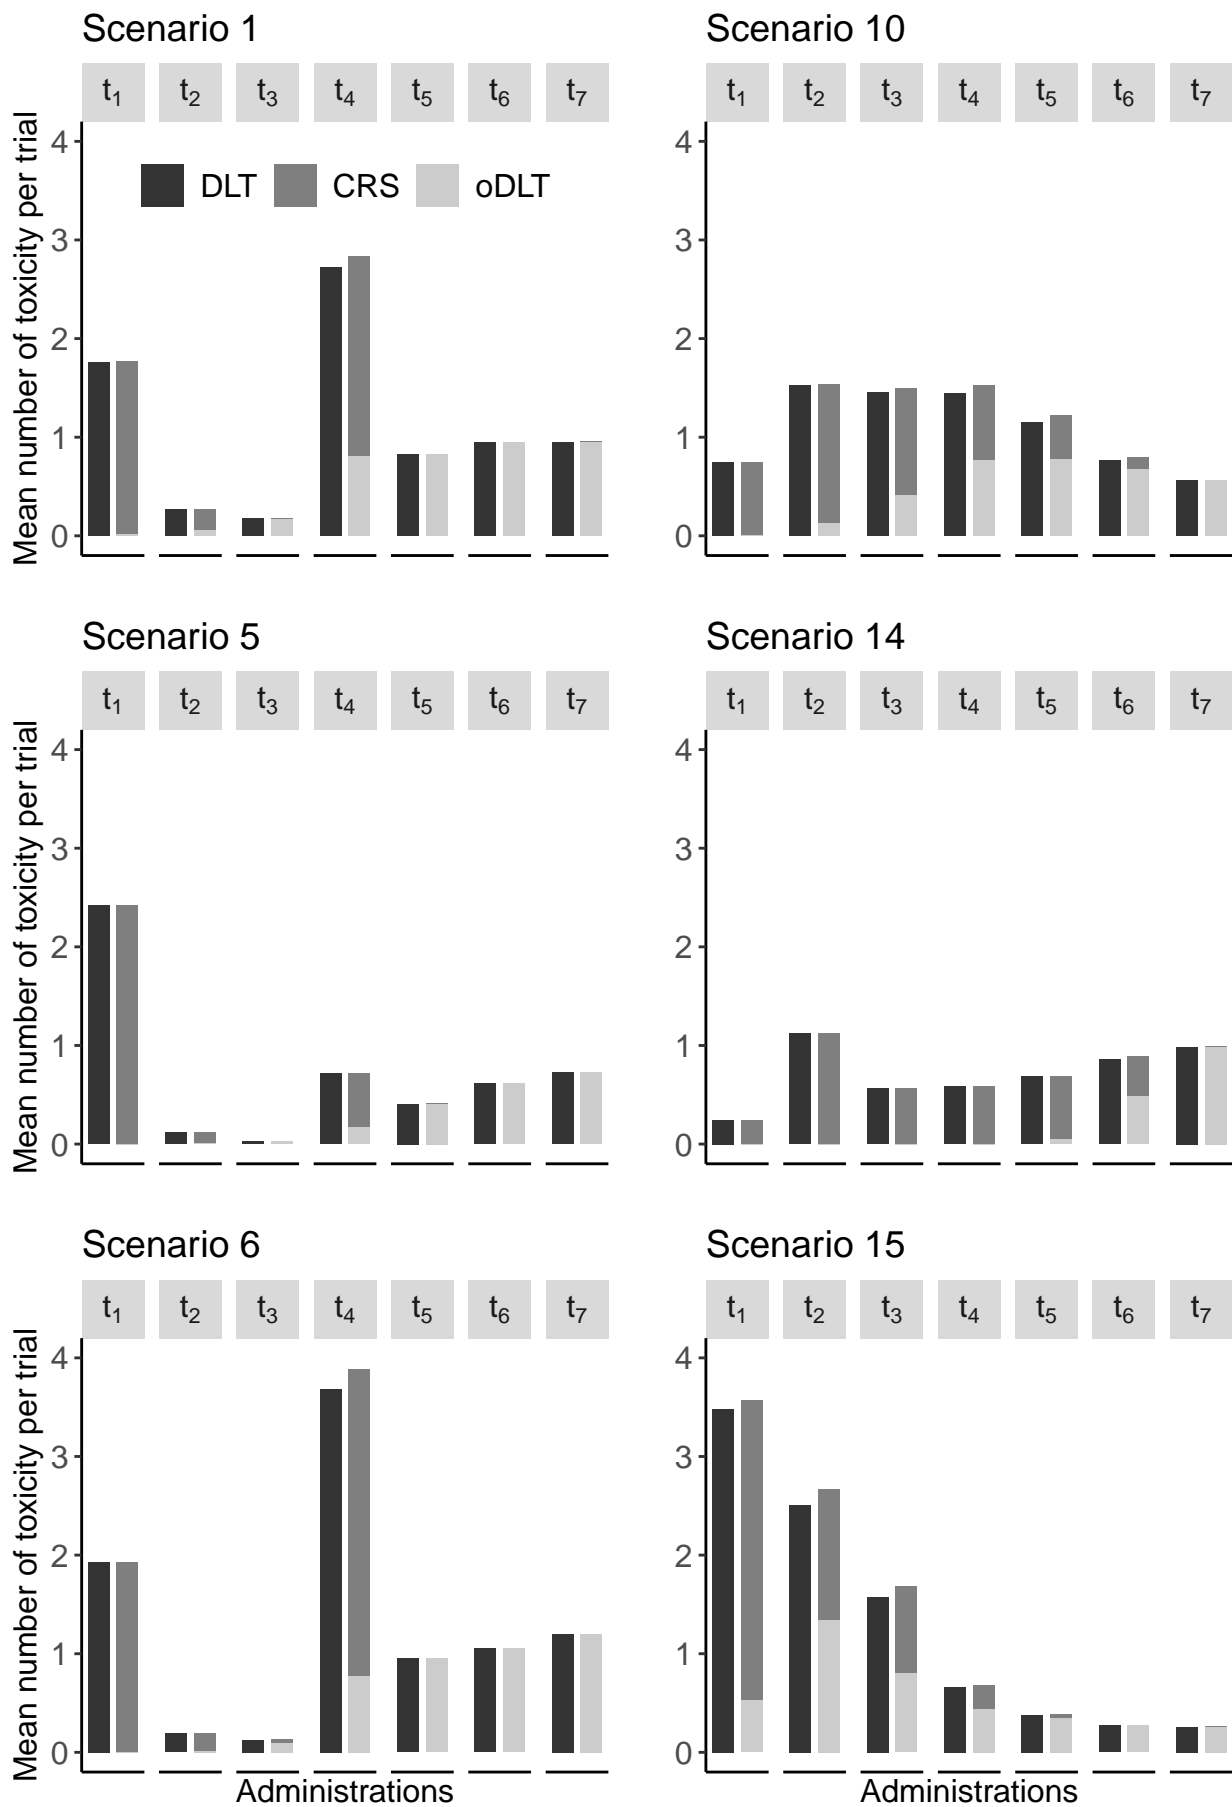 Scenario 1
t1 t2 t3 t4 t5 t6 t7
Mean number of toxicity per trial
4
3
2
1
0
DLT CRS oDLT
Scenario 10
t1 t2 t3 t4 t5 t6 t7
4
3
2
1
0
Scenario 5
t1 t2 t3 t4 t5 t6 t7
Mean number of toxicity per trial
4
3
2
1
0
Scenario 14
t1 t2 t3 t4 t5 t6 t7
4
3
2
1
0
Scenario 6
t1 t2 t3 t4 t5 t6 t7
Mean number of toxicity per trial
4
3
2
1
0
Administrations
Scenario 15
t1 t2 t3 t4 t5 t6 t7
4
3
2
1
0
Administrations